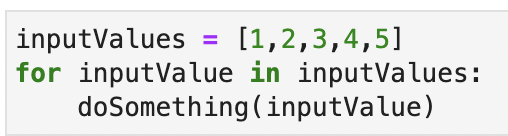 inputValues = [1,2,3,4,5]
for inputValue in inputValues:
    doSomething(inputValue)